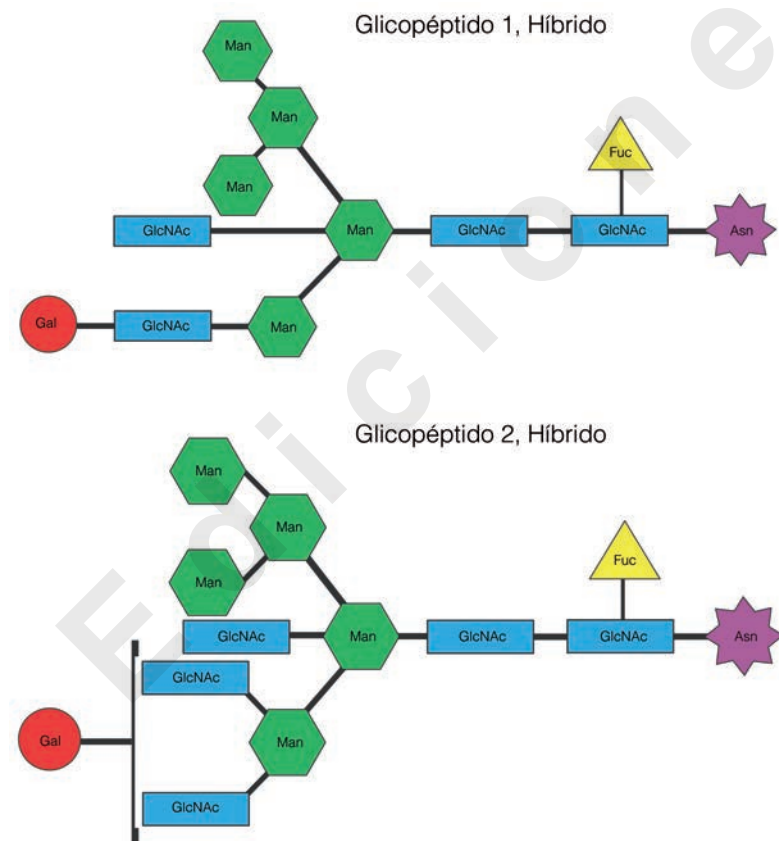 Glicopéptido 1, Híbrido
Man
Man
Man
Fuc
GlcNAc
Man
GlcNAc
GlcNAc
Asn
Gal
GlcNAc
Man
Glicopéptido 2, Híbrido
Man
Man
Man
Fuc
GlcNAc
Man
GlcNAc
GlcNAc
Asn
GlcNAc
Gal
Man
GlcNAc
Edicione